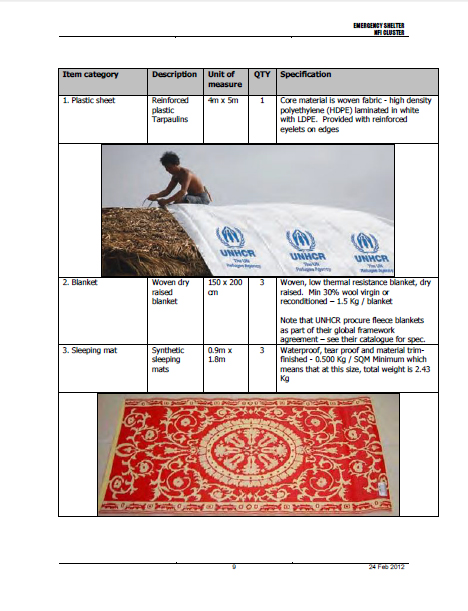 EMERGENCY SHELTER
NFI CLUSTER
Item category Description Unit of measure QTY Specification
1. Plastic sheet
Reinforced
plastic
Tarpaulins
4m x 5m
1
Core material is woven fabric - high density
polyethylene (HDPE) laminated in white
with LDPE. Provided with reinforced
eyelets on edges
UNHCR
The UN
Refugee Agency
UNHCR
The UN
Refugee Agency
UNHCR
The UN
Refugee Agency
2. Blanket
Woven dry
raised
blanket
150 x 200
cm
3
Woven, low thermal resistance blanket, dry
raised. Min 30% wool virgin or
reconditioned – 1.5 Kg / blanket
Note that UNHCR procure fleece blankets
as part of their global framework
agreement – see their catalogue for spec.
3. Sleeping mat
Synthetic
sleeping
mats
0.9m x
1.8m
3
Waterproof, tear proof and material trim-
finished - 0.500 Kg / SQM Minimum which
means that at this size, total weight is 2.43
Kg
9
24 Feb 2012